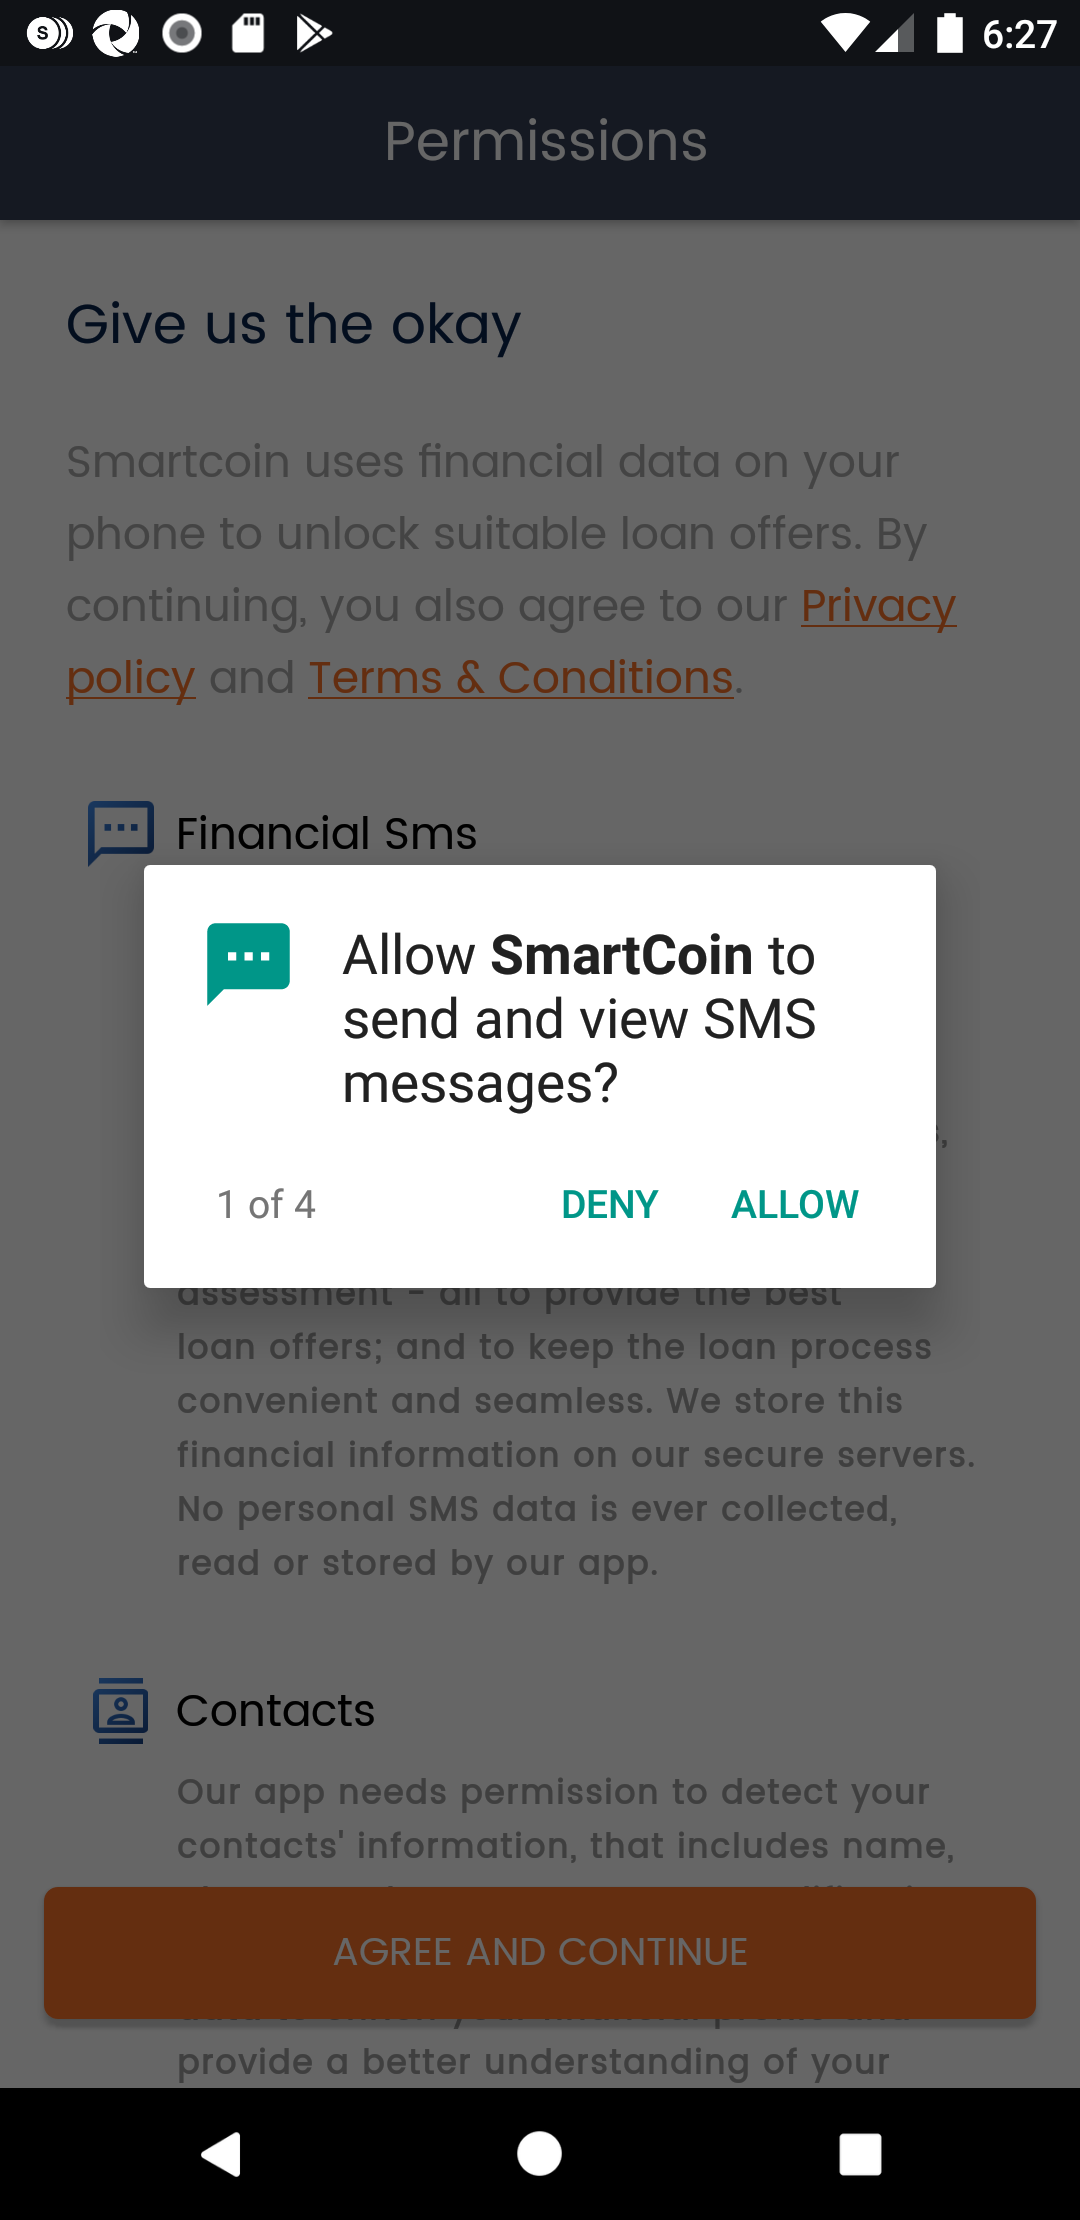 6:27
Permissions
Give us the okay
Smartcoin uses financial data on your
phone to unlock suitable loan offers. By
continuing, you also agree to our Privacy
policy and Terms & Conditions.
Financial Sms
Allow SmartCoin to
send and view SMS
messages?
1 of 4
DENY
ALLOW
assessment - all to provide the best
loan offers; and to keep the loan process
convenient and seamless. We store this
financial information on our secure servers.
No personal SMS data is ever collected,
read or stored by our app.
Contacts
Our app needs permission to detect your
contacts' information, that includes name,
AGREE AND CONTINUE
provide a better understanding of your